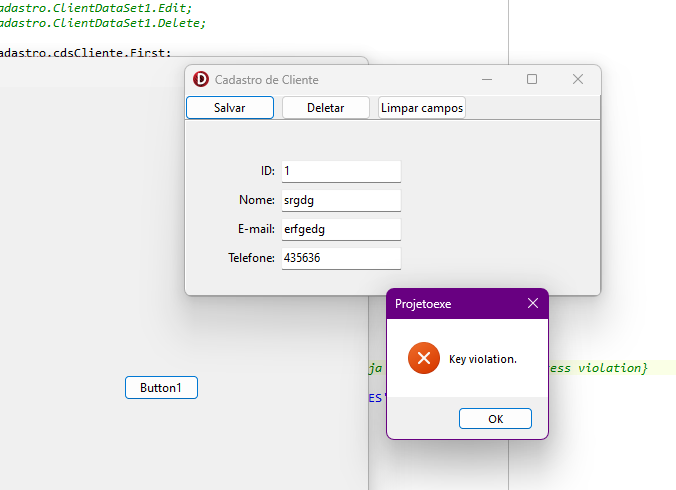 adastro.ClientDataSet1.Edit;
adastro.ClientDataSet1.Delete;
adastro.cdsCliente.First;
Cadastro de Cliente
Salvar Deletar Limpar campos
ID: 1
Nome: srgdg
E-mail: erfgedg
Telefone: 435636
Projetoexe
Key violation.
OK
Button1
ja
ess violation}
ES'